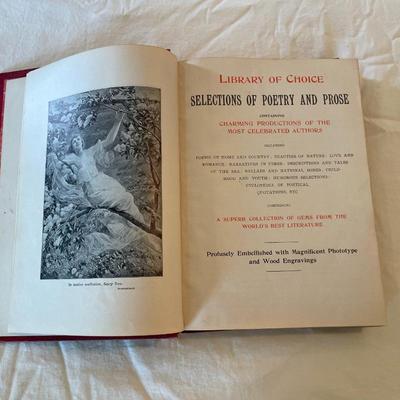 LIBRARY OF CHOICE
SELECTIONS OF POETRY AND PROSE
CONTAINING
CHARMING PRODUCTIONS OF THE
MOST CELEBRATED AUTHORS
INCLUDING
POEMS OF HOME AND COUNTRY; BEAUTIES OF NATURE; LOVE AND
ROMANCE; NARRATIVES IN VERSE; DESCRIPTIONS AND TALES
OF THE SEA; BALLADS AND NATIONAL SONGS; CHILD-
HOOD AND YOUTH; HUMOROUS SELECTIONS;
CYCLOPEDIA OF POETICAL
QUOTATIONS, ETC
COMPRISING
A SUPERB COLLECTION OF GEMS FROM THE
WORLD'S BEST LITERATURE
Profusely Embellished with Magnificent Phototype
and Wood Engravings